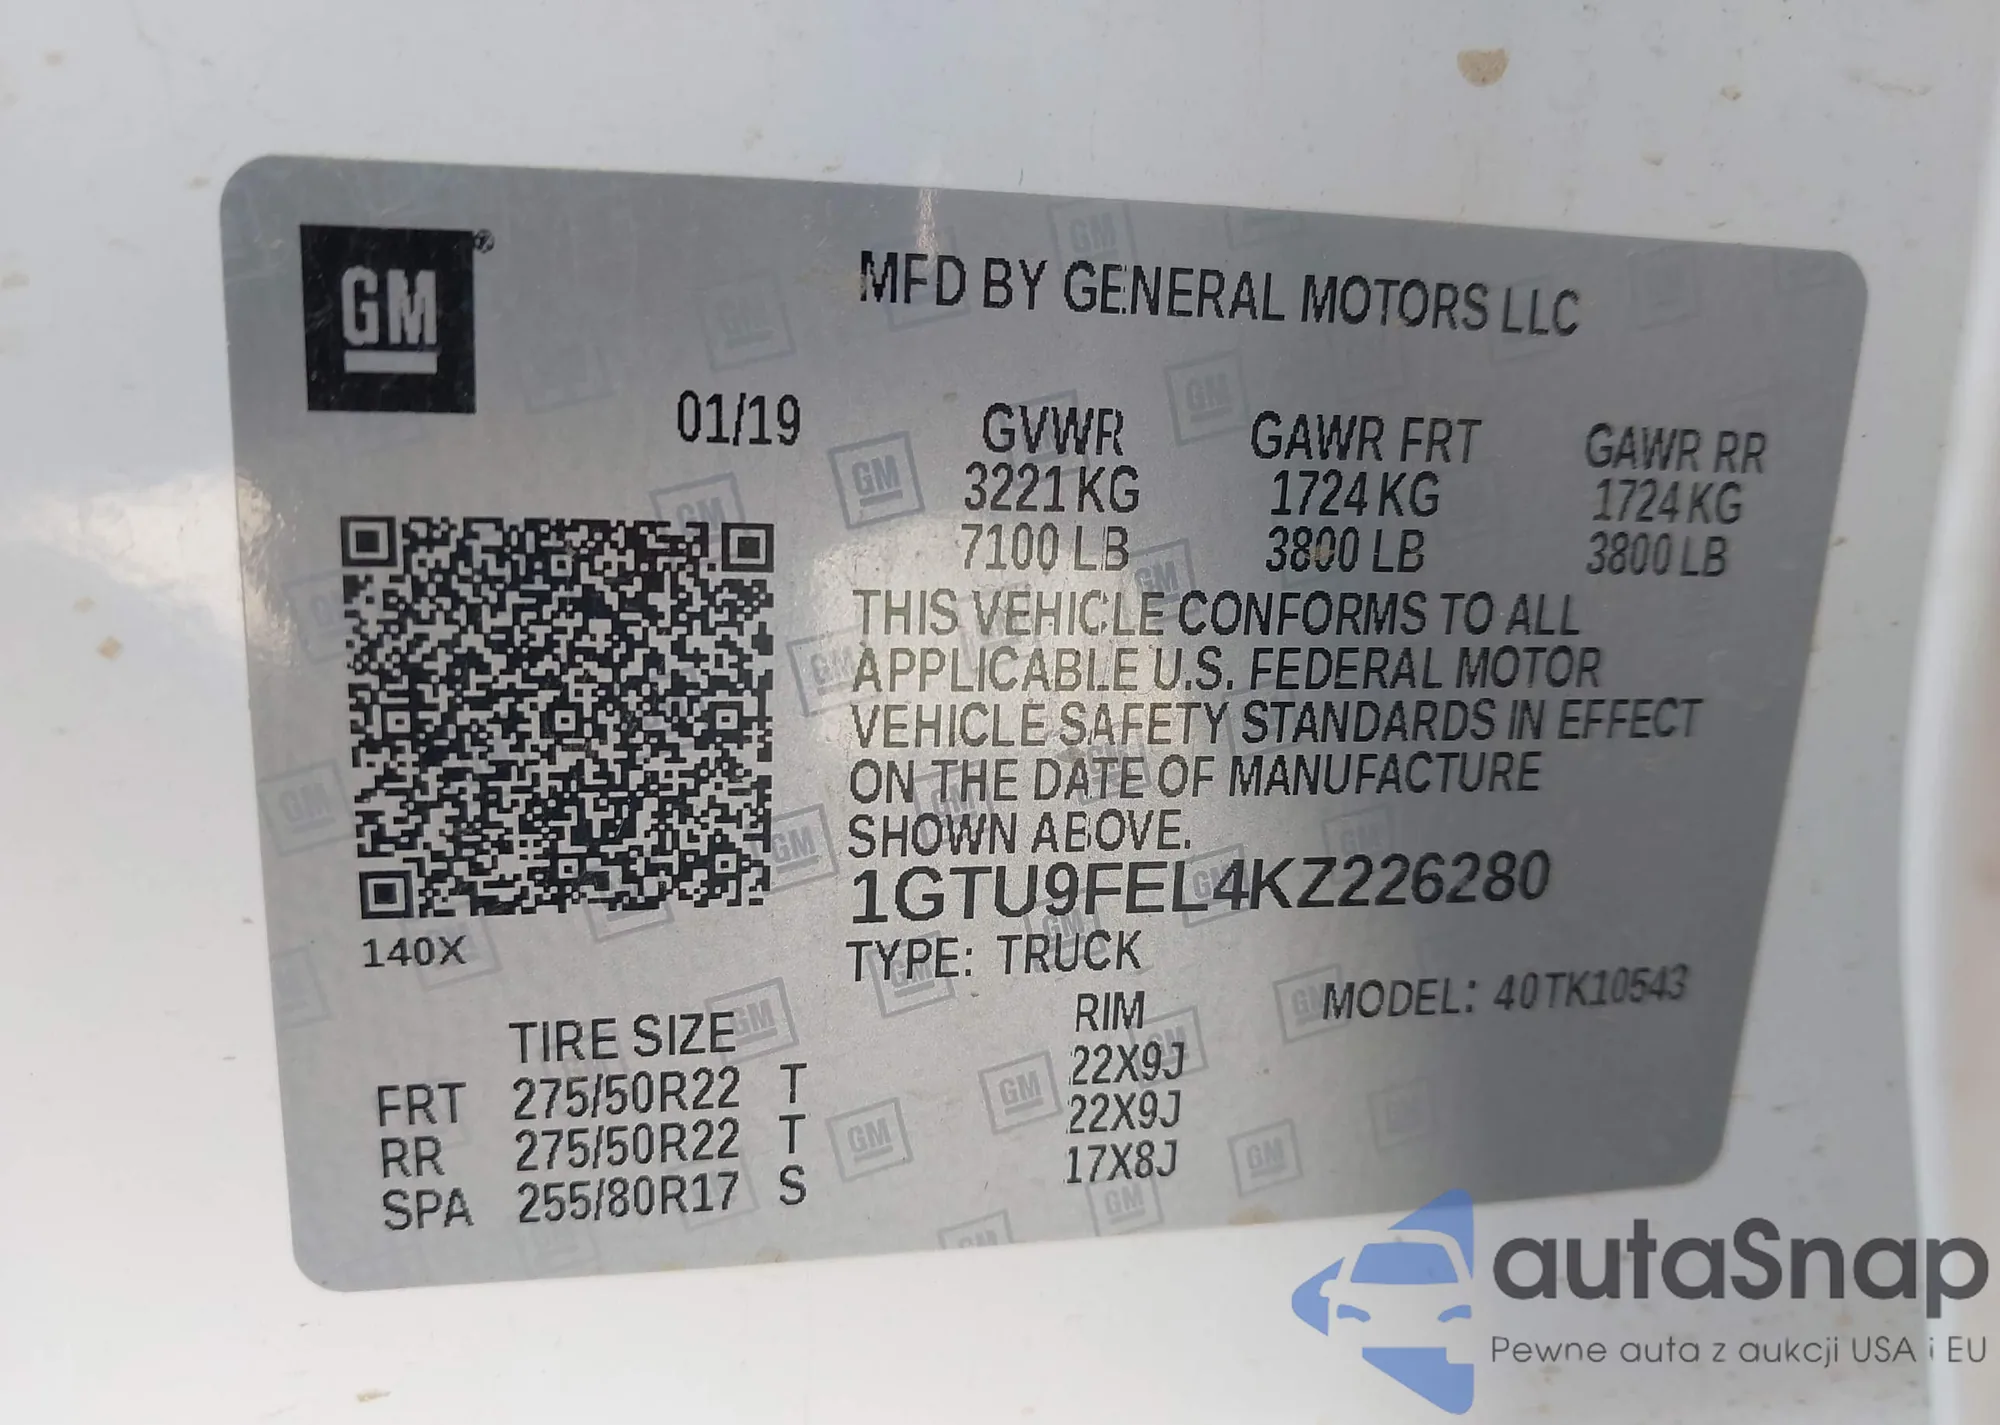 GM®
MFD BY GENERAL MOTORS LLC
01/19
GVWR GAWR FRT GAWR RR
3221 KG 1724 KG 1724 KG
7100 LB 3800 LB 3800 LB
THIS VEHICLE CONFORMS TO ALL
APPLICABLE U.S. FEDERAL MOTOR
VEHICLE SAFETY STANDARDS IN EFFECT
ON THE DATE OF MANUFACTURE
SHOWN ABOVE.
1GTU9FEL4KZ226280
140X
TYPE: TRUCK
MODEL: 40TK10543
TIRE SIZE RIM
FRT 275/50R22 T 22X9J
RR 275/50R22 T 22X9J
SPA 255/80R17 S 17X8J
autaSnap
Pewne auta z aukcji USA i EU